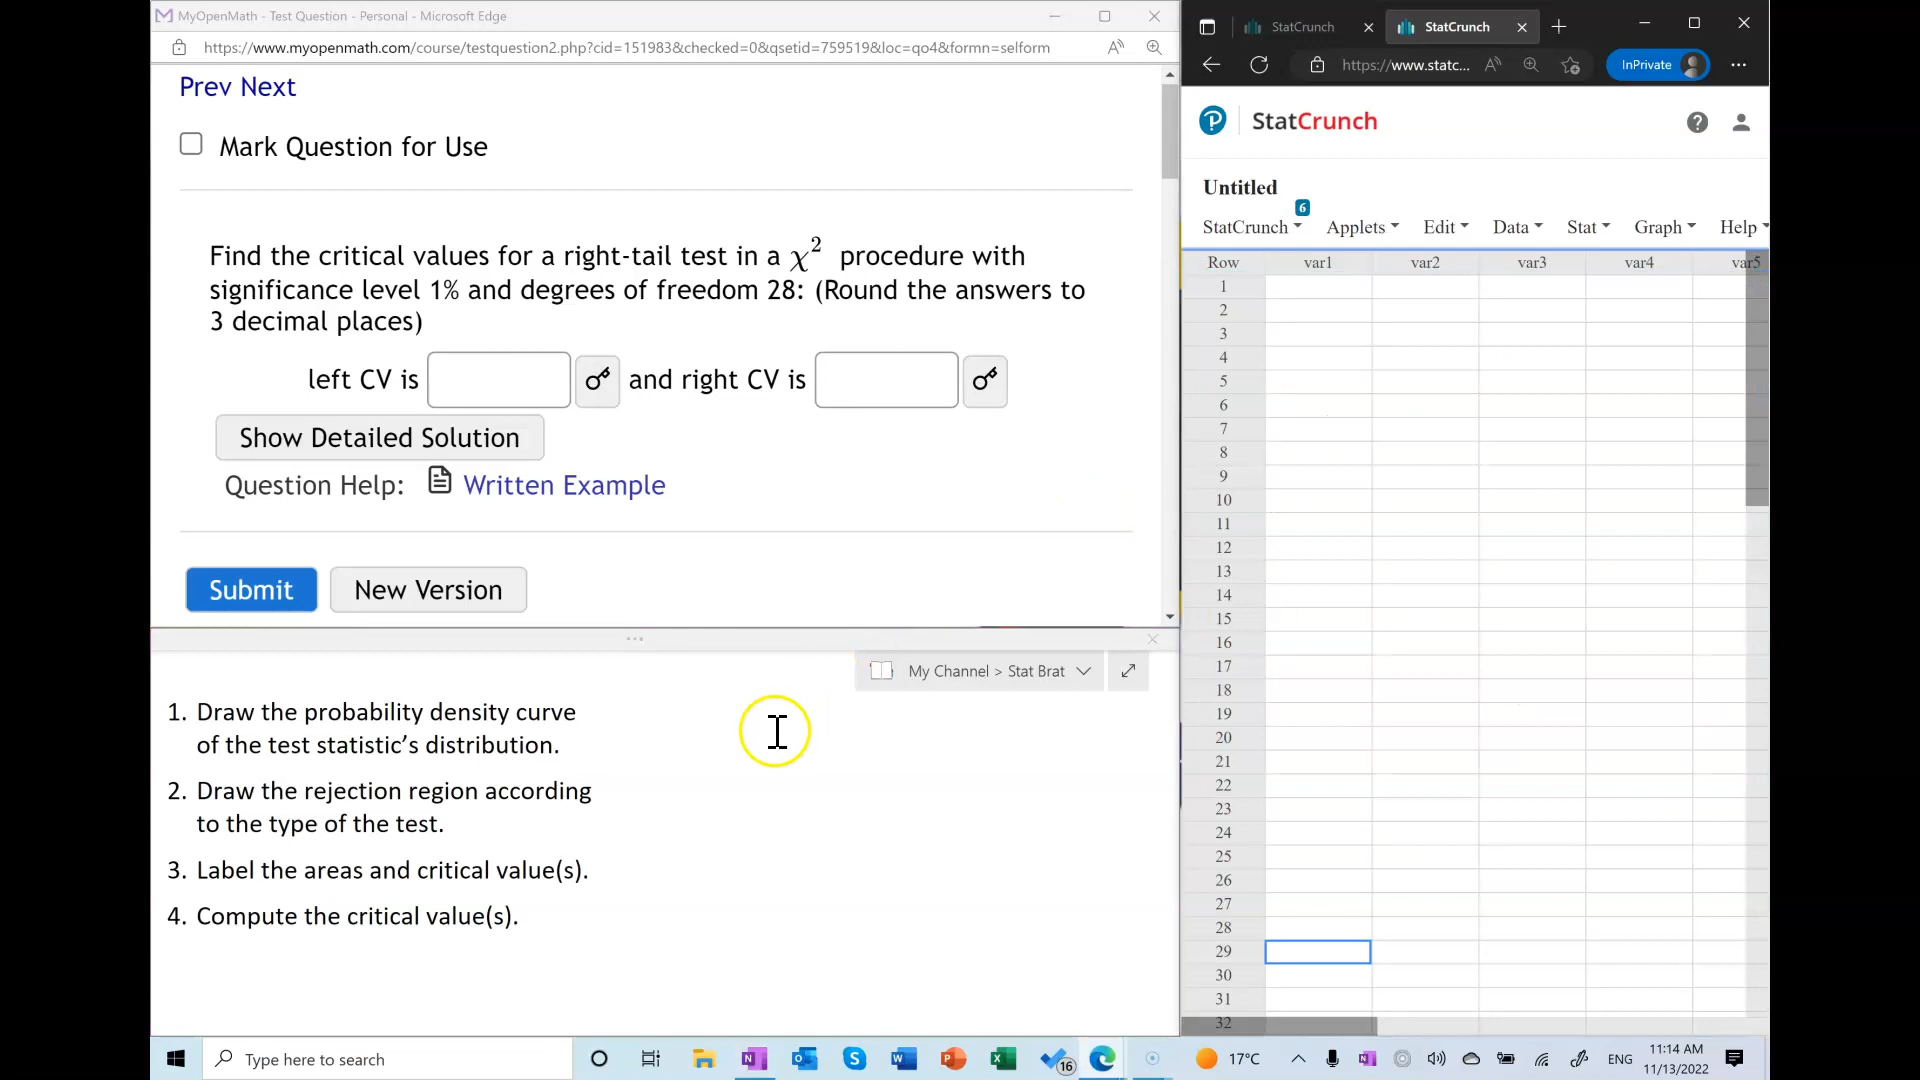 MyOpenMath - Test Question - Personal - Microsoft Edge
https://www.myopenmath.com/course/testquestion2.php?cid=151983&checked=0&qsetid=759519&loc=qo4&formn=selform
Prev Next
Mark Question for Use
Find the critical values for a right-tail test in a χ² procedure with
significance level 1% and degrees of freedom 28: (Round the answers to
3 decimal places)
left CV is
and right CV is
Show Detailed Solution
Question Help: Written Example
Submit
New Version
My Channel > Stat Brat
1. Draw the probability density curve
of the test statistic’s distribution.
2. Draw the rejection region according
to the type of the test.
3. Label the areas and critical value(s).
4. Compute the critical value(s).
StatCrunch
StatCrunch
https://www.statc...
InPrivate
StatCrunch
Untitled
6
StatCrunch Applets Edit Data Stat Graph Help
Row var1 var2 var3 var4 var5
1
2
3
4
5
6
7
8
9
10
11
12
13
14
15
16
17
18
19
20
21
22
23
24
25
26
27
28
29
30
31
32
Type here to search
16
17°C
ENG
11:14 AM
11/13/2022